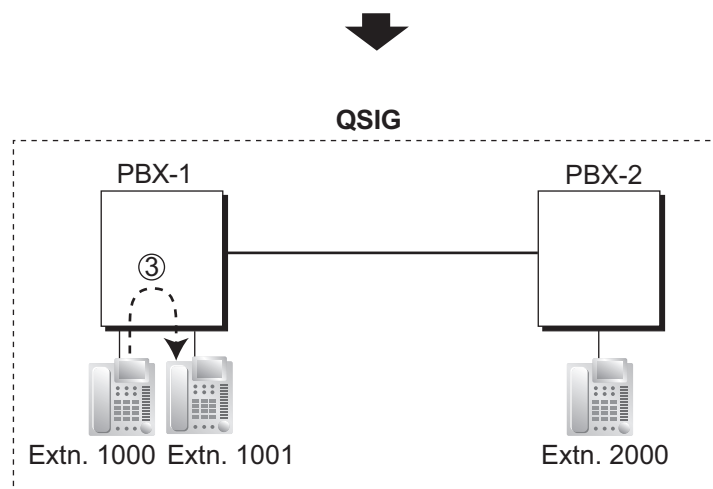 QSIG
PBX-1
PBX-2
③
Extn. 1000
Extn. 1001
Extn. 2000